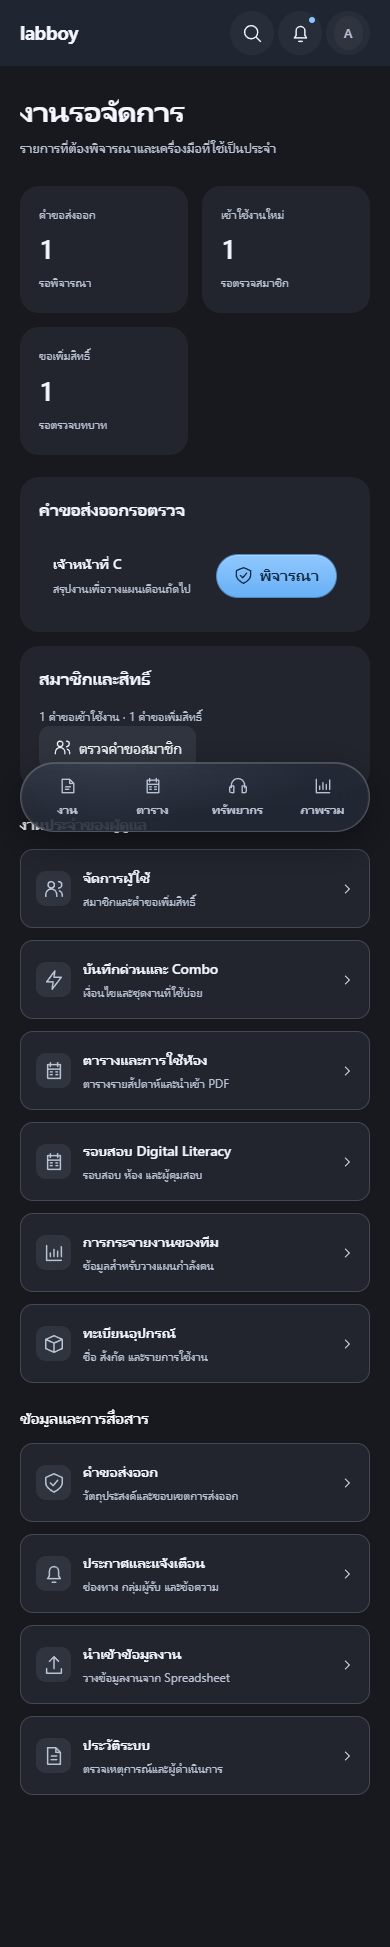 labboy
A
งานรอจัดการ
รายการที่ต้องพิจารณาและเครื่องมือที่ใช้เป็นประจำ
คำขอส่งออก
1
รอพิจารณา
เข้าใช้งานใหม่
1
รอตรวจสมาชิก
ขอเพิ่มสิทธิ์
1
รอตรวจบทบาท
คำขอส่งออกรอตรวจ
เจ้าหน้าที่ C
สรุปงานเพื่อวางแผนเดือนถัดไป
พิจารณา
สมาชิกและสิทธิ์
1 คำขอเข้าใช้งาน · 1 คำขอเพิ่มสิทธิ์
ตรวจคำขอสมาชิก
งาน
ตาราง
ทรัพยากร
ภาพรวม
งานประจำของผู้ดูแล
จัดการผู้ใช้
สมาชิกและคำขอเพิ่มสิทธิ์
บันทึกด่วนและ Combo
เงื่อนไขและชุดงานที่ใช้บ่อย
ตารางและการใช้ห้อง
ตารางรายสัปดาห์และนำเข้า PDF
รอบสอบ Digital Literacy
รอบสอบ ห้อง และผู้คุมสอบ
การกระจายงานของทีม
ข้อมูลสำหรับวางแผนกำลังคน
ทะเบียนอุปกรณ์
ชื่อ สังกัด และรายการใช้งาน
ข้อมูลและการสื่อสาร
คำขอส่งออก
วัตถุประสงค์และขอบเขตการส่งออก
ประกาศและแจ้งเตือน
ช่องทาง กลุ่มผู้รับ และข้อความ
นำเข้าข้อมูลงาน
วางข้อมูลงานจาก Spreadsheet
ประวัติระบบ
ตรวจเหตุการณ์และผู้ดำเนินการ